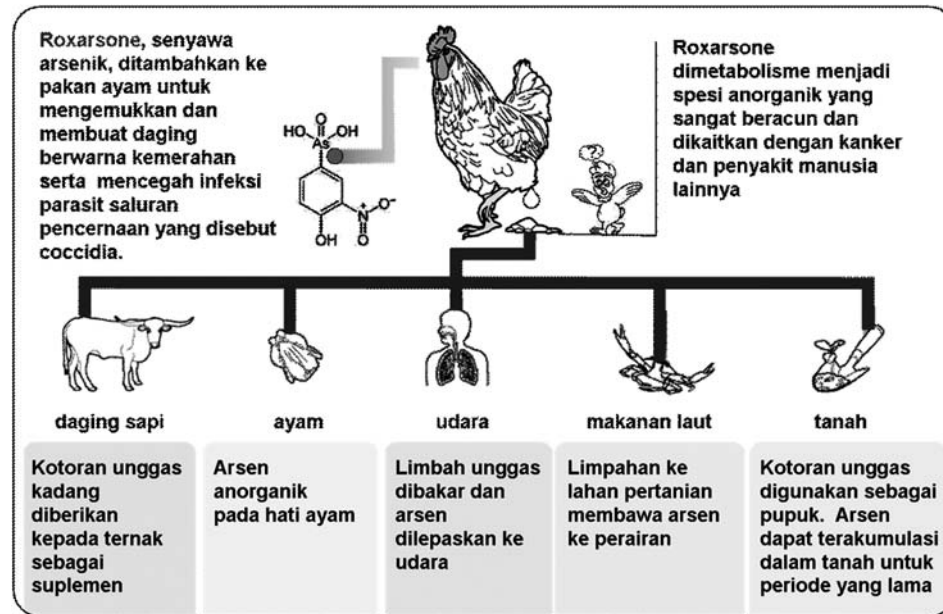 Roxarsone, senyawa
arsenik, ditambahkan ke
pakan ayam untuk
mengemukkan dan
membuat daging
berwarna kemerahan
serta mencegah infeksi
parasit saluran
pencernaan yang disebut
coccidia.
O
HO As OH
N+ O-
OH O
Roxarsone
dimetabolisme menjadi
spesi anorganik yang
sangat beracun dan
dikaitkan dengan kanker
dan penyakit manusia
lainnya
daging sapi
Kotoran unggas
kadang
diberikan
kepada ternak
sebagai
suplemen
ayam
Arsen
anorganik
pada hati ayam
udara
Limbah unggas
dibakar dan
arsen
dilepaskan ke
udara
makanan laut
Limpahan ke
lahan pertanian
membawa arsen
ke perairan
tanah
Kotoran unggas
digunakan sebagai
pupuk. Arsen
dapat terakumulasi
dalam tanah untuk
periode yang lama